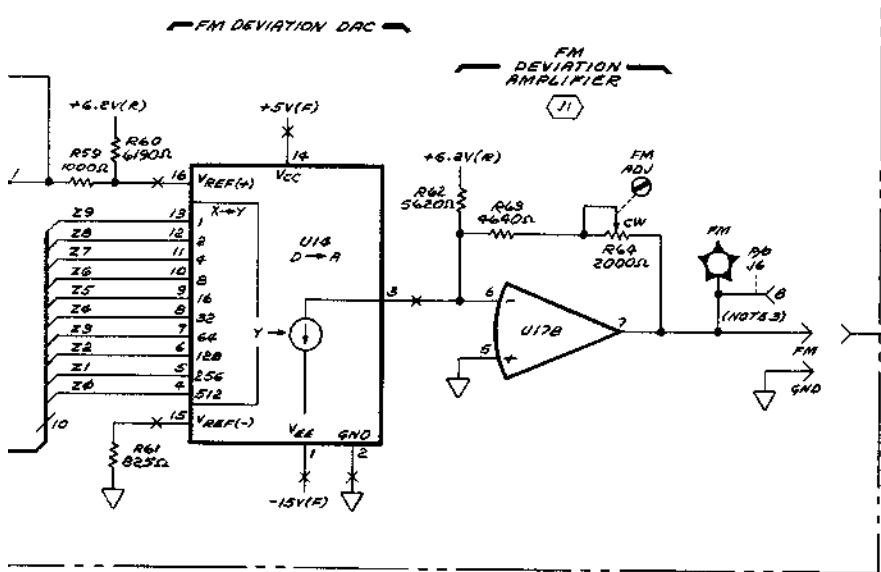 FM DEVIATION DAC
FM
DEVIATION
AMPLIFIER
J1
+6.2V(R)
R60
6190Ω
R59
1000Ω
1
+5V(F)
14
VCC
16
VREF(+)
X→Y
Z9 13 1
Z8 12 2
Z7 11 4
Z6 10 8
Z5 9 16
Z4 8 32
Z3 7 64
Z2 6 128
Z1 5 256
Z0 4 512
10
15
VREF(-)
R61
825Ω
U14
D→A
Y
3
VEE
GND
1
2
-15V(F)
+6.2V(R)
R62
5620Ω
R63
4640Ω
FM
ADJ
CW
R64
2000Ω
6
-
5
+
U17B
7
FM
P/O
J6
8
(NOTE 3)
FM
GND